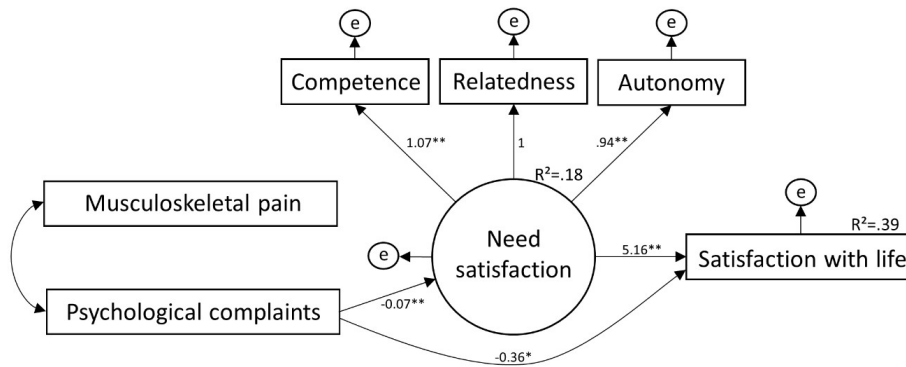 e
e
e
Competence
Relatedness
Autonomy
1.07**
1
.94**
R²=.18
Musculoskeletal pain
e
R²=.39
Need
satisfaction
e
5.16**
Satisfaction with life
-0.07**
Psychological complaints
-0.36*